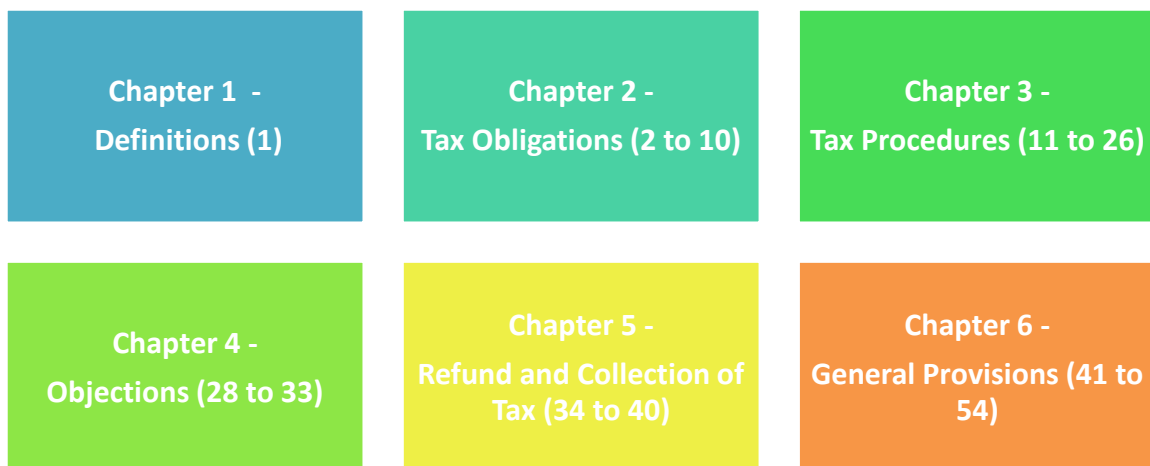 Chapter 1 -
Definitions (1)
Chapter 2 -
Tax Obligations (2 to 10)
Chapter 3 -
Tax Procedures (11 to 26)
Chapter 4 -
Objections (28 to 33)
Chapter 5 -
Refund and Collection of
Tax (34 to 40)
Chapter 6 -
General Provisions (41 to
54)